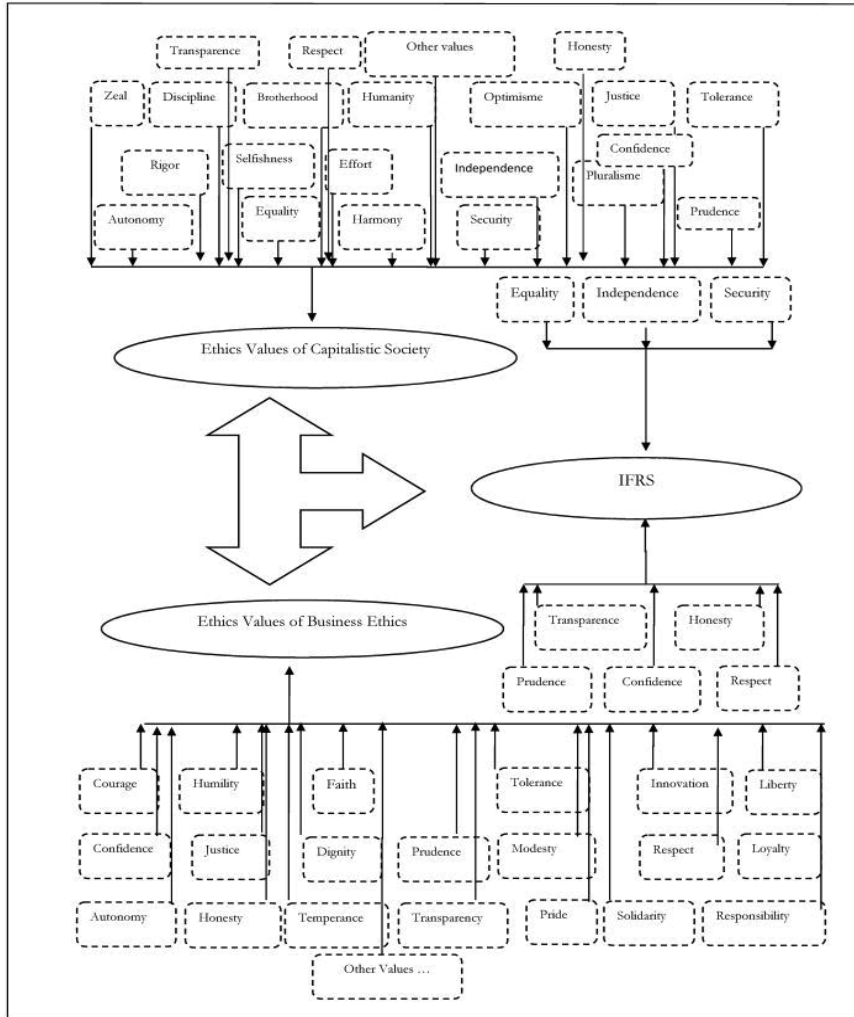 Transparence
Respect
Other values
Honesty
Zeal
Discipline
Brotherhood
Humanity
Optimisme
Justice
Tolerance
Rigor
Selfishness
Effort
Independence
Confidence
Pluralisme
Autonomy
Equality
Harmony
Security
Prudence
Equality
Independence
Security
Ethics Values of Capitalistic Society
IFRS
Ethics Values of Business Ethics
Transparence
Honesty
Prudence
Confidence
Respect
Courage
Humility
Faith
Tolerance
Innovation
Liberty
Confidence
Justice
Dignity
Prudence
Modesty
Respect
Loyalty
Autonomy
Honesty
Temperance
Transparency
Pride
Solidarity
Responsibility
Other Values …